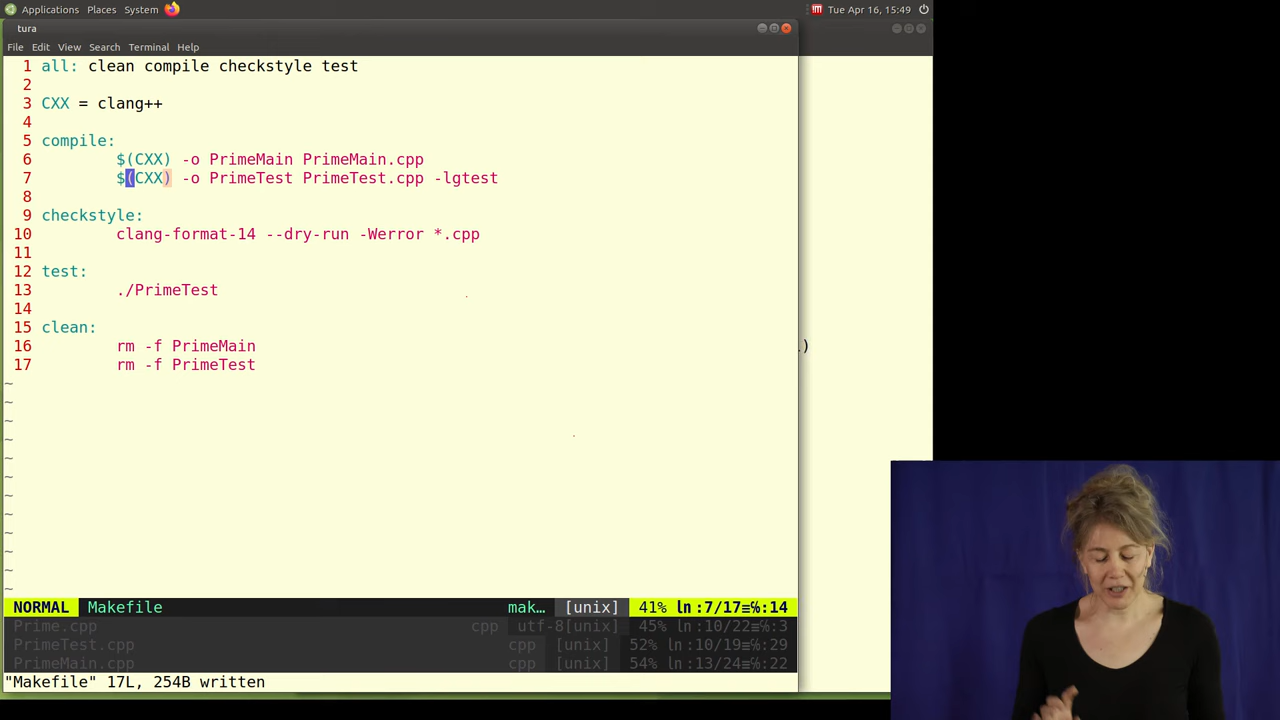 Applications Places System Tue Apr 16, 15:49
tura
File Edit View Search Terminal Help
1 all: clean compile checkstyle test
2
3 CXX = clang++
4
5 compile:
6 $(CXX) -o PrimeMain PrimeMain.cpp
7 $(CXX) -o PrimeTest PrimeTest.cpp -lgtest
8
9 checkstyle:
10 clang-format-14 --dry-run -Werror *.cpp
11
12 test:
13 ./PrimeTest
14
15 clean:
16 rm -f PrimeMain
17 rm -f PrimeTest
~
~
~
~
~
~
~
~
~
~
~
~
NORMAL Makefile mak… [unix] 41% ln:7/17≡℅:14
Prime.cpp cpp utf-8[unix] 45% ln:10/22≡℅:3
PrimeTest.cpp cpp [unix] 52% ln:10/19≡℅:29
PrimeMain.cpp cpp [unix] 54% ln:13/24≡℅:22
"Makefile" 17L, 254B written